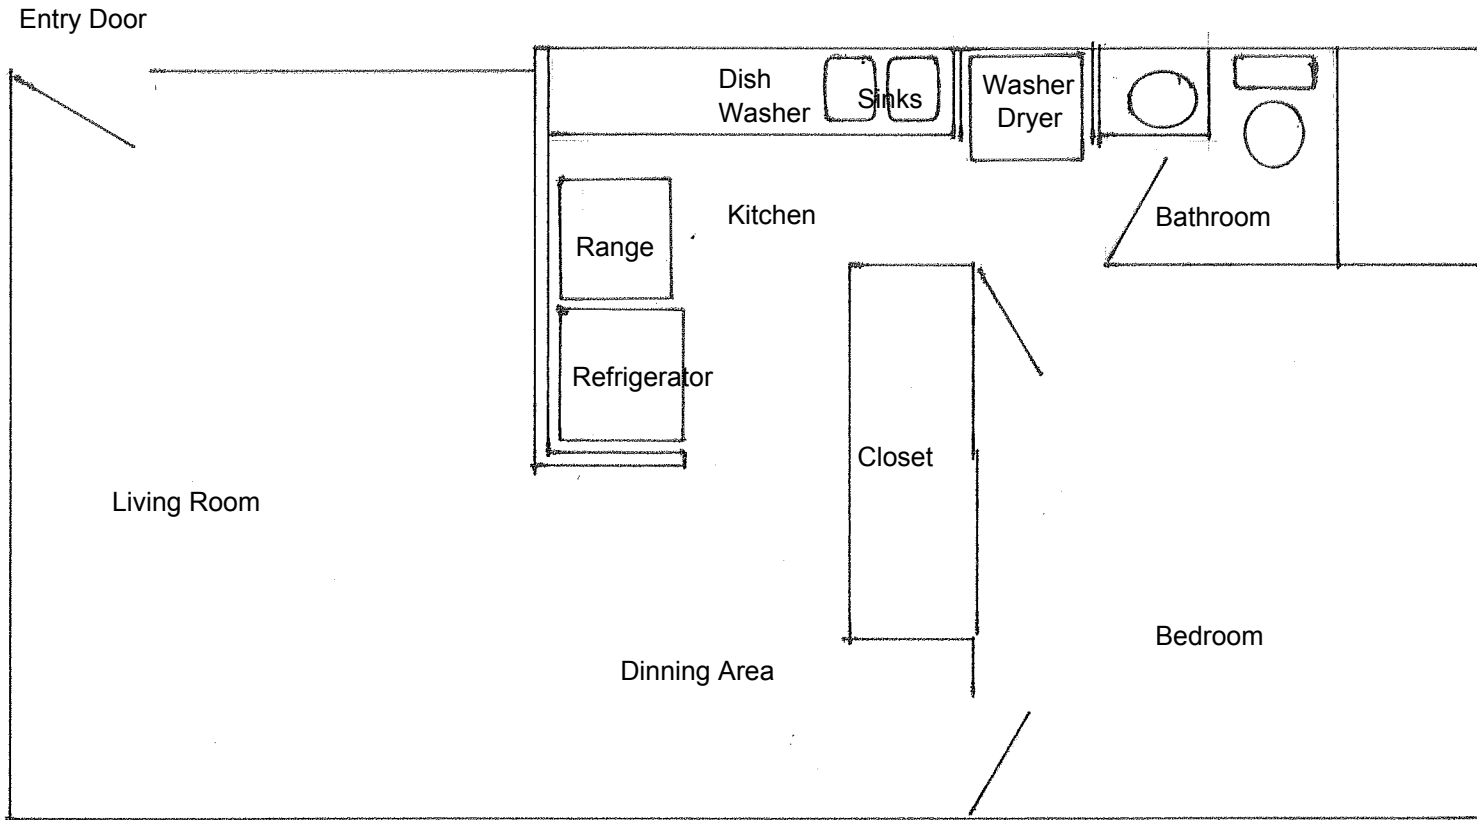 Entry Door
Dish
Washer
Sinks
Washer
Dryer
Kitchen
Bathroom
Range
Refrigerator
Closet
Living Room
Bedroom
Dinning Area